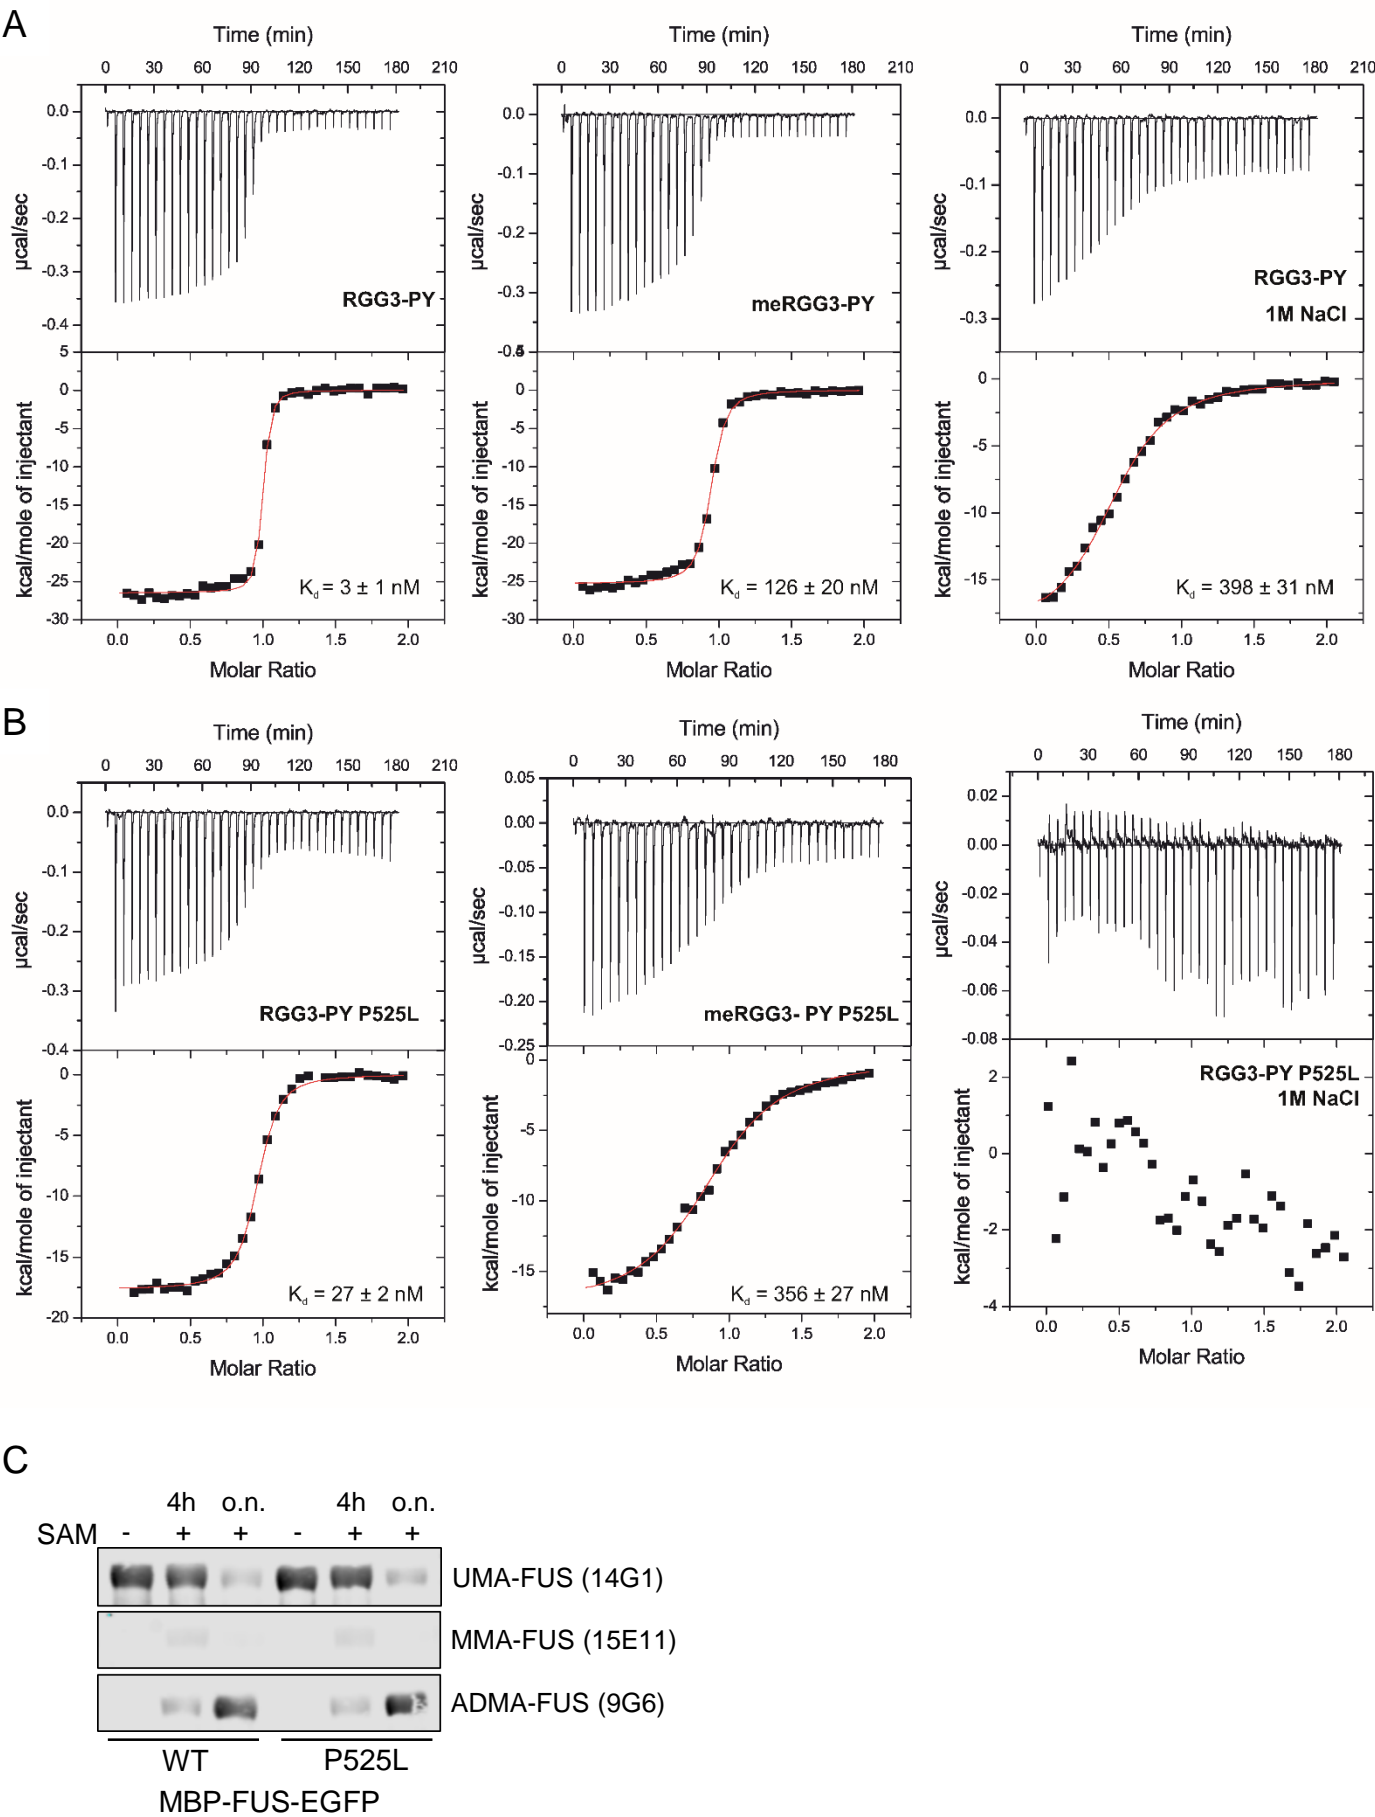 A
Time (min)
0 30 60 90 120 150 180 210
0.0
-0.1
-0.2
-0.3
-0.4
µcal/sec
RGG3-PY
5
0
-5
-10
-15
-20
-25
-30
kcal/mole of injectant
Kd = 3 ± 1 nM
0.0 0.5 1.0 1.5 2.0
Molar Ratio
Time (min)
0 30 60 90 120 150 180 210
0.0
-0.1
-0.2
-0.3
µcal/sec
meRGG3-PY
0
-5
-10
-15
-20
-25
-30
kcal/mole of injectant
Kd = 126 ± 20 nM
0.0 0.5 1.0 1.5 2.0
Molar Ratio
Time (min)
0 30 60 90 120 150 180 210
0.0
-0.1
-0.2
-0.3
µcal/sec
RGG3-PY
1M NaCl
0
-5
-10
-15
kcal/mole of injectant
Kd = 398 ± 31 nM
0.0 0.5 1.0 1.5 2.0
Molar Ratio
B
Time (min)
0 30 60 90 120 150 180 210
0.0
-0.1
-0.2
-0.3
-0.4
µcal/sec
RGG3-PY P525L
0
-5
-10
-15
-20
kcal/mole of injectant
Kd = 27 ± 2 nM
0.0 0.5 1.0 1.5 2.0
Molar Ratio
Time (min)
0 30 60 90 120 150 180
0.05
0.00
-0.05
-0.10
-0.15
-0.20
-0.25
µcal/sec
meRGG3- PY P525L
0
-5
-10
-15
kcal/mole of injectant
Kd = 356 ± 27 nM
0.0 0.5 1.0 1.5 2.0
Molar Ratio
Time (min)
0 30 60 90 120 150 180
0.02
0.00
-0.02
-0.04
-0.06
-0.08
µcal/sec
RGG3-PY P525L
1M NaCl
2
0
-2
-4
kcal/mole of injectant
0.0 0.5 1.0 1.5 2.0
Molar Ratio
C
4h o.n. 4h o.n.
SAM - + + - + +
UMA-FUS (14G1)
MMA-FUS (15E11)
ADMA-FUS (9G6)
WT P525L
MBP-FUS-EGFP